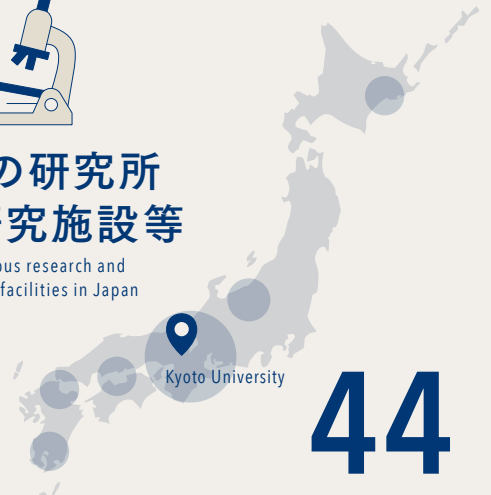 の研究所
究施設等
ous research and
facilities in Japan
Kyoto University
44